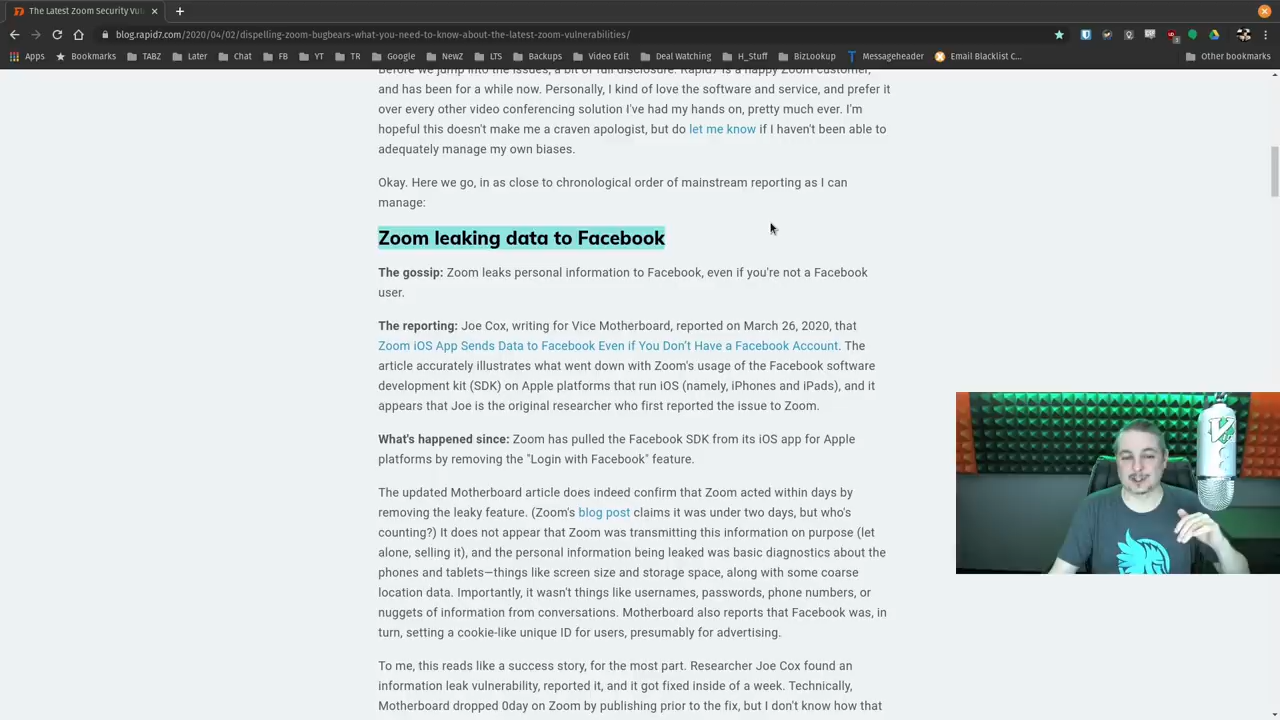 The Latest Zoom Security Vul
blog.rapid7.com/2020/04/02/dispelling-zoom-bugbears-what-you-need-to-know-about-the-latest-zoom-vulnerabilities/
Apps Bookmarks TABZ Later Chat FB YT TR Google NewZ LTS Backups Video Edit Deal Watching H_Stuff BizLookup Messageheader Email Blacklist C... Other bookmarks
Before we jump into the issues, a bit of full disclosure: Rapid7 is a happy Zoom customer,
and has been for a while now. Personally, I kind of love the software and service, and prefer it
over every other video conferencing solution I've had my hands on, pretty much ever. I'm
hopeful this doesn't make me a craven apologist, but do let me know if I haven't been able to
adequately manage my own biases.
Okay. Here we go, in as close to chronological order of mainstream reporting as I can
manage:
Zoom leaking data to Facebook
The gossip: Zoom leaks personal information to Facebook, even if you're not a Facebook
user.
The reporting: Joe Cox, writing for Vice Motherboard, reported on March 26, 2020, that
Zoom iOS App Sends Data to Facebook Even if You Don’t Have a Facebook Account. The
article accurately illustrates what went down with Zoom's usage of the Facebook software
development kit (SDK) on Apple platforms that run iOS (namely, iPhones and iPads), and it
appears that Joe is the original researcher who first reported the issue to Zoom.
What's happened since: Zoom has pulled the Facebook SDK from its iOS app for Apple
platforms by removing the "Login with Facebook" feature.
The updated Motherboard article does indeed confirm that Zoom acted within days by
removing the leaky feature. (Zoom's blog post claims it was under two days, but who's
counting?) It does not appear that Zoom was transmitting this information on purpose (let
alone, selling it), and the personal information being leaked was basic diagnostics about the
phones and tablets—things like screen size and storage space, along with some coarse
location data. Importantly, it wasn't things like usernames, passwords, phone numbers, or
nuggets of information from conversations. Motherboard also reports that Facebook was, in
turn, setting a cookie-like unique ID for users, presumably for advertising.
To me, this reads like a success story, for the most part. Researcher Joe Cox found an
information leak vulnerability, reported it, and it got fixed inside of a week. Technically,
Motherboard dropped 0day on Zoom by publishing prior to the fix, but I don't know how that